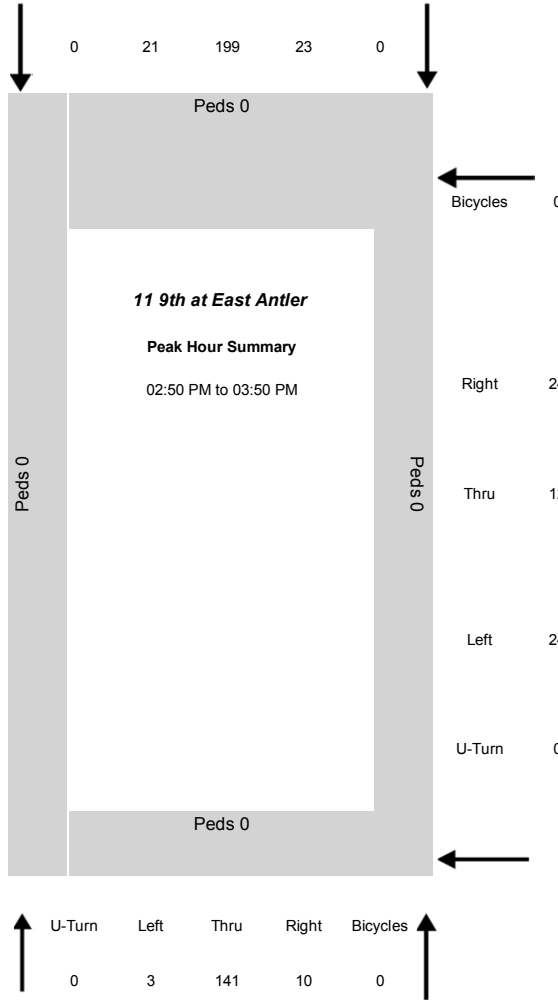 0 21 199 23 0
Peds 0
Bicycles
11 9th at East Antler
Peak Hour Summary
02:50 PM to 03:50 PM
Right
Peds 0
Peds 0
Thru
Left
U-Turn
Peds 0
U-Turn Left Thru Right Bicycles
0 3 141 10 0